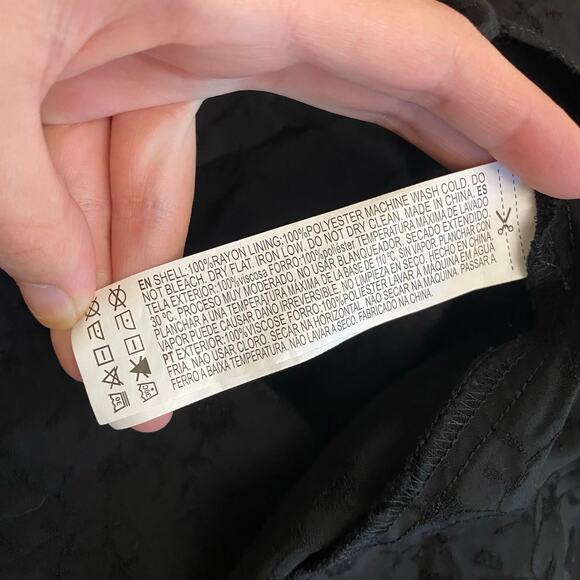 EN SHELL:100%RAYON LINING:100%POLYESTER MACHINE WASH COLD. DO
NOT BLEACH. DRY FLAT. IRON LOW. DO NOT DRY CLEAN. MADE IN CHINA. ES
TELA EXTERIOR:100%viscosa FORRO:100%poliéster TEMPERATURA MÁXIMA DE LAVADO
30 °C. PROCESO MUY MODERADO. NO USAR BLANQUEADOR. SECADO EXTENDIDO.
PLANCHAR A UNA TEMPERATURA MÁXIMA DE LA BASE DE 110 °C, SIN VAPOR. PLANCHAR CON
VAPOR PUEDE CAUSAR DAÑO IRREVERSIBLE. NO LIMPIEZA EN SECO. HECHO EN CHINA.
PT EXTERIOR:100%VISCOSE FORRO:100%POLIÉSTER LAVAR À MÁQUINA EM ÁGUA
FRIA. NÃO USAR CLORO. SECAR NA HORIZONTAL. NÃO SECAR NA MÁQUINA. PASSAR A
FERRO A BAIXA TEMPERATURA. NÃO LAVAR A SECO. FABRICADO NA CHINA.
30
30C